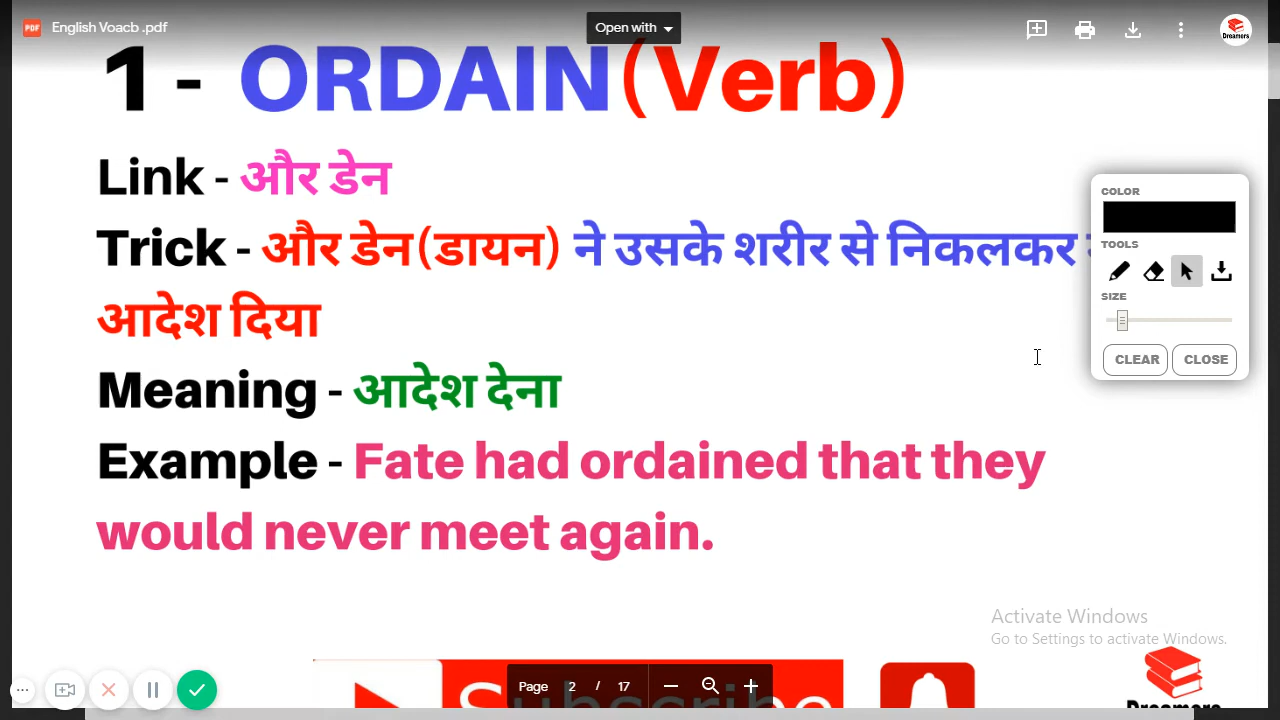 English Voacb .pdf
Open with
Dreamers
1 - ORDAIN(Verb)
Link - और डेन
Trick - और डेन(डायन) ने उसके शरीर से निकलकर
आदेश दिया
Meaning - आदेश देना
Example - Fate had ordained that they
would never meet again.
COLOR
TOOLS
SIZE
CLEAR CLOSE
Activate Windows
Go to Settings to activate Windows.
Subscribe
Page 2 / 17
Dreamers